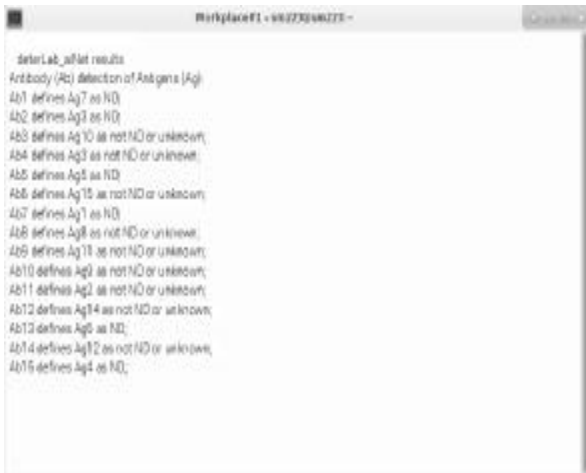 deterLab_aiNet results
Antibody (Ab) detection of Antigens (Ag)
Ab1 defines Ag7 as ND;
Ab2 defines as ND;
Ab3 defines Ag10 as not ND or unknown;
Ab4 defines Ag3 as not ND or unknown;
Ab5 defines as ND;
Ab6 defines Ag15 as not ND or unknown;
Ab7 defines Ag1 as ND;
Ab8 defines Ag8 as not ND or unknown;
Ab9 defines Ag11 as not ND or unknown;
Ab10 defines as not ND or unknown;
Ab11 defines Ag2 as not ND or unknown;
Ab12 defines Ag14 as not ND or unknown;
Ab13 defines as ND;
Ab14 defines Ag12 as not ND or unknown;
Ab15 defines Ag4 as ND;